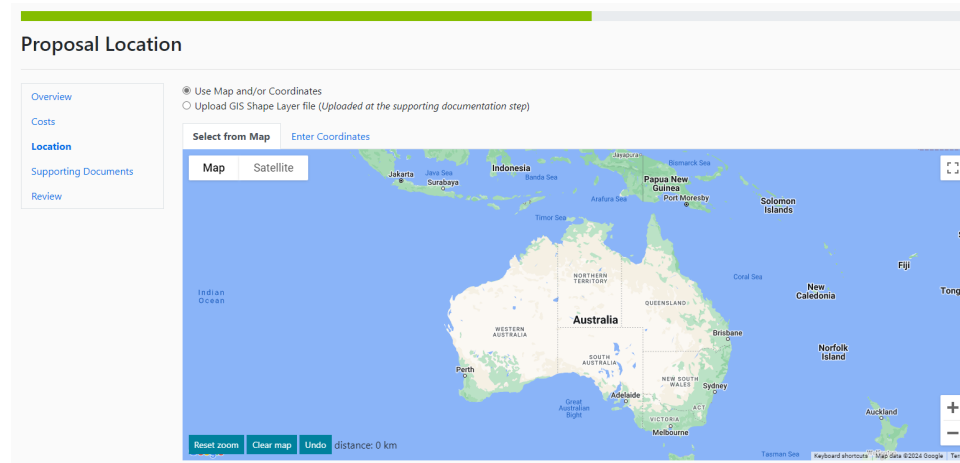 Proposal Location
Overview
Costs
Location
Supporting Documents
Review
Use Map and/or Coordinates
Upload GIS Shape Layer file (Uploaded at the supporting documentation step)
Select from Map
Enter Coordinates
Map
Satellite
Jayapura
Bismarck Sea
Jakarta
Java Sea
Surabaya
Indonesia
Banda Sea
Papua New
Guinea
Port Moresby
Arafura Sea
Solomon
Islands
Timor Sea
Fiji
Coral Sea
NORTHERN
TERRITORY
Indian
Ocean
New
Caledonia
Tong
QUEENSLAND
Australia
WESTERN
AUSTRALIA
Brisbane
Norfolk
Island
SOUTH
AUSTRALIA
Perth
NEW SOUTH
WALES
Sydney
Adelaide
Great
Australian
Bight
ACT
VICTORIA
Melbourne
Auckland
Reset zoom
Clear map
Undo
distance: 0 km
Tasman Sea
Keyboard shortcuts
Map data ©2024 Google
Ter